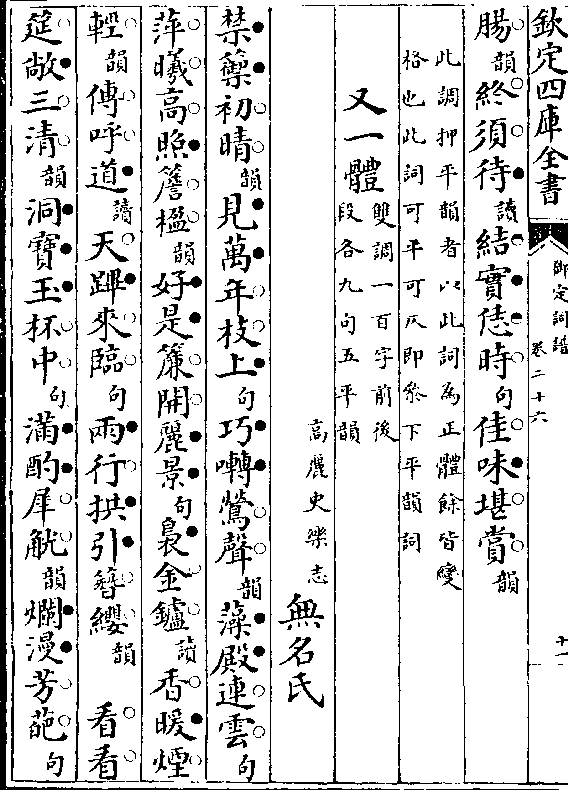 欽定四庫全書
御定詞譜
卷二十六
十一
腸韻終須待讀結實恁時句佳味堪賞韻
此調押平韻者以此詞為正體餘皆變
格也此詞可平可仄即參下平韻詞
又一體
雙調一百字前後
段各九句五平韻
高麗史樂志
無名氏
禁籞初晴韻見萬年枝上句巧囀鶯聲韻藻殿連雲句
萍曦高照簷楹韻好是簾開麗景句裊金鑪讀香暖煙
輕韻傳呼道讀天蹕來臨句兩行拱引簪纓韻看看
筵敞三清韻洞寶玉杯中句滿酌犀觥韻爛漫芳葩句